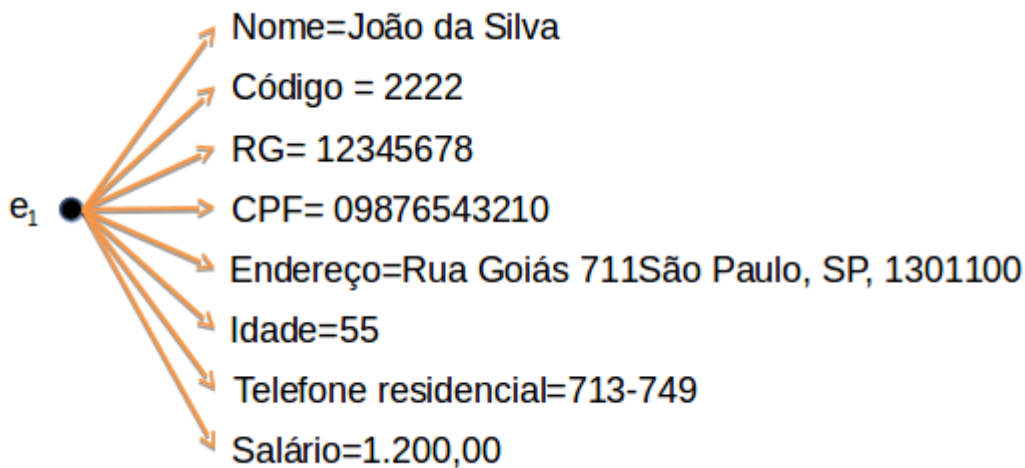 Nome=João da Silva
Código = 2222
RG= 12345678
e₁
CPF= 09876543210
Endereço=Rua Goiás 711São Paulo, SP, 1301100
Idade=55
Telefone residencial=713-749
Salário=1.200,00